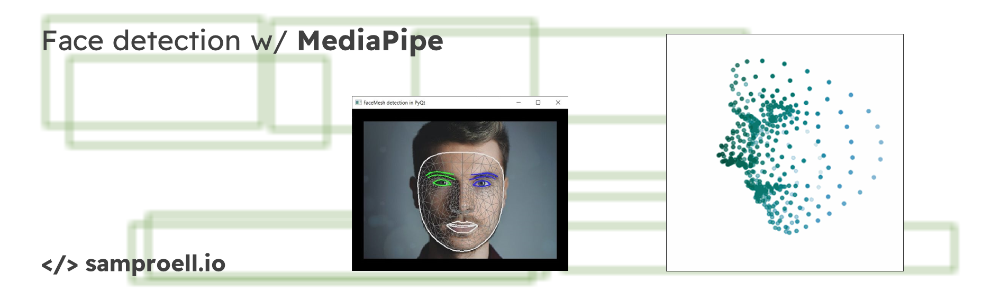 Face detection w/ MediaPipe
FaceMesh detection in PyQt
</> samproell.io